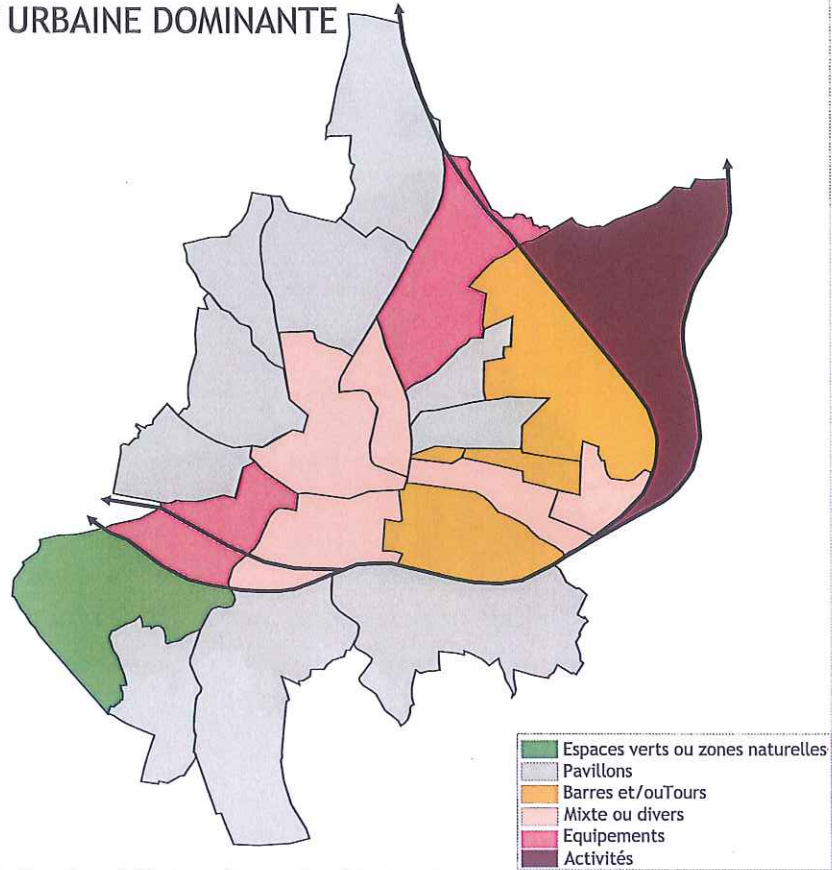 URBAINE DOMINANTE
Espaces verts ou zones naturelles
Pavillons
Barres et/ouTours
Mixte ou divers
Equipements
Activités